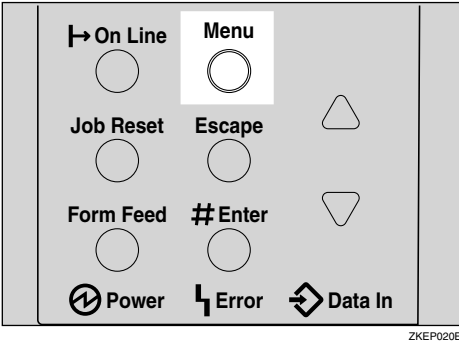 On Line Menu
Job Reset Escape
Form Feed # Enter
Power Error Data In
ZKEP020E